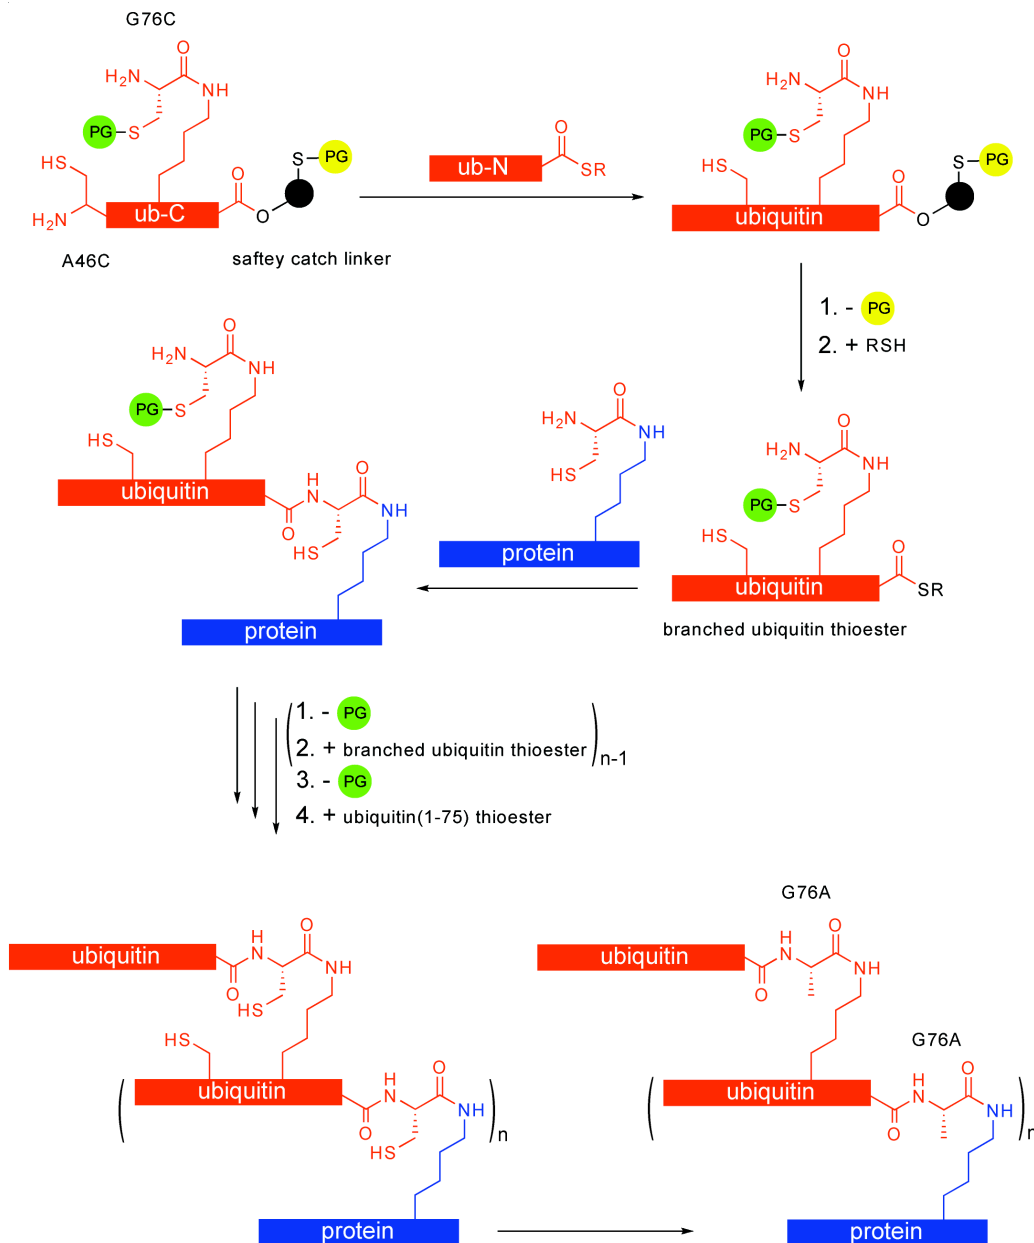 G76C
O
H2N
NH
PG
S
HS
S
PG
O
O
H2N
ub-C
A46C
saftey catch linker
O
ub-N
SR
O
H2N
NH
PG
S
HS
S
PG
O
O
ubiquitin
1. - PG
2. + RSH
O
H2N
NH
PG
S
HS
ubiquitin
O
SR
branched ubiquitin thioester
O
H2N
NH
HS
protein
O
H2N
NH
PG
S
HS
ubiquitin
H
N
O
O
NH
HS
protein
1. - PG
2. + branched ubiquitin thioester
n-1
3. - PG
4. + ubiquitin(1-75) thioester
ubiquitin
H
N
O
O
NH
HS
HS
ubiquitin
H
N
O
O
NH
HS
n
protein
G76A
ubiquitin
H
N
O
O
NH
G76A
ubiquitin
H
N
O
O
NH
n
protein